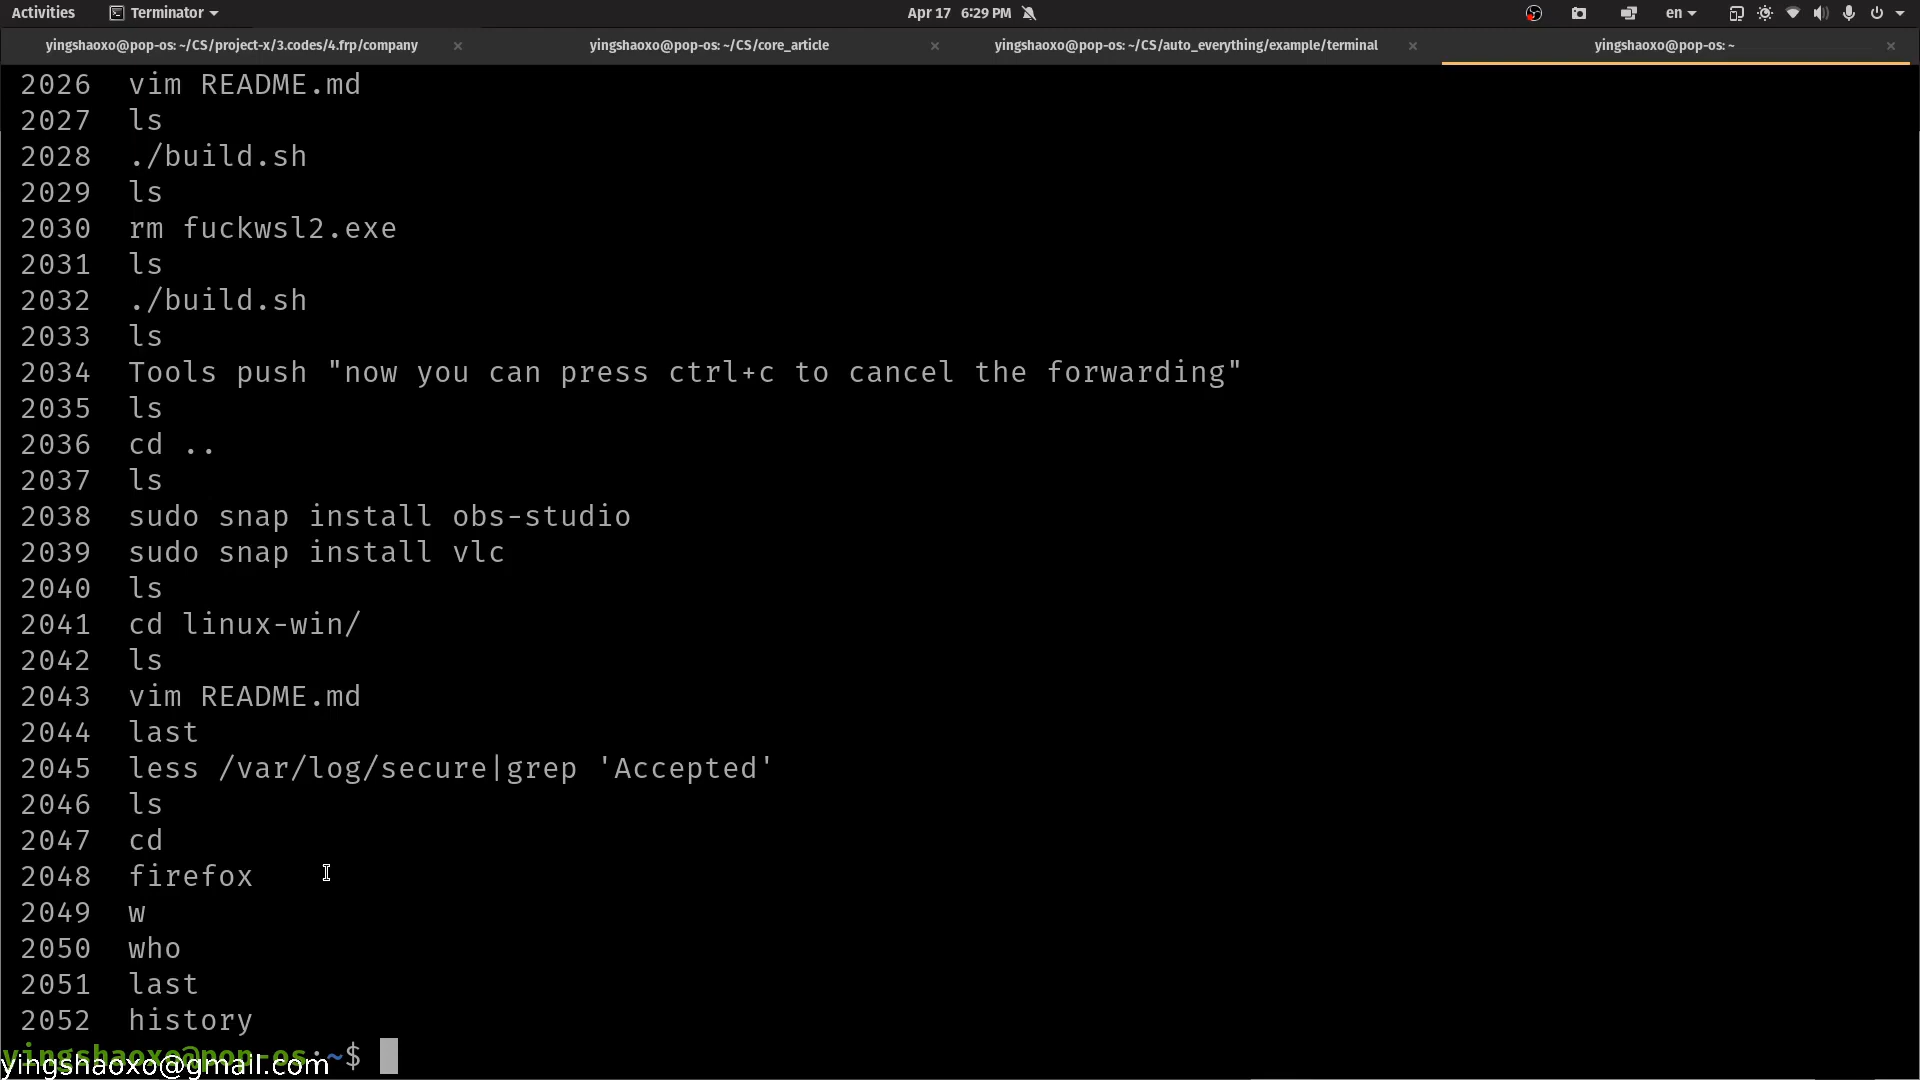 Activities Terminator Apr 17 6:29 PM en
yingshaoxo@pop-os: ~/CS/project-x/3.codes/4.frp/company × yingshaoxo@pop-os: ~/CS/core_article × yingshaoxo@pop-os: ~/CS/auto_everything/example/terminal × yingshaoxo@pop-os: ~ ×
2026 vim README.md
2027 ls
2028 ./build.sh
2029 ls
2030 rm fuckwsl2.exe
2031 ls
2032 ./build.sh
2033 ls
2034 Tools push "now you can press ctrl+c to cancel the forwarding"
2035 ls
2036 cd ..
2037 ls
2038 sudo snap install obs-studio
2039 sudo snap install vlc
2040 ls
2041 cd linux-win/
2042 ls
2043 vim README.md
2044 last
2045 less /var/log/secure|grep 'Accepted'
2046 ls
2047 cd
2048 firefox
2049 w
2050 who
2051 last
2052 history
yingshaoxo@pop-os:~$
yingshaoxo@gmail.com